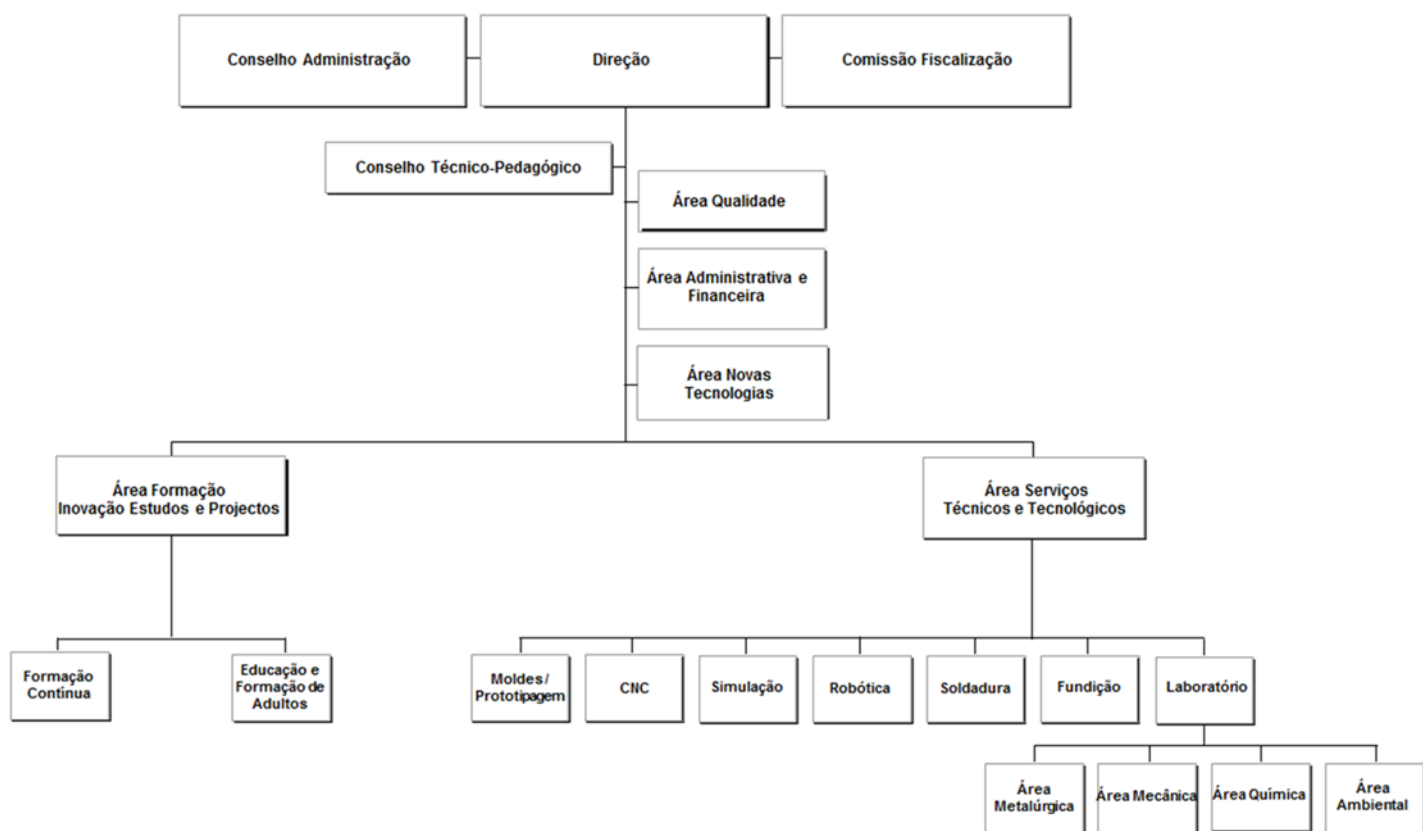 Conselho Administração
Direção
Comissão Fiscalização
Conselho Técnico-Pedagógico
Área Qualidade
Área Administrativa e
Financeira
Área Novas
Tecnologias
Área Formação
Inovação Estudos e Projectos
Área Serviços
Técnicos e Tecnológicos
Formação
Contínua
Educação e
Formação de
Adultos
Moldes /
Prototipagem
CNC
Simulação
Robótica
Soldadura
Fundição
Laboratório
Área
Metalúrgica
Área Mecânica
Área Química
Área
Ambiental